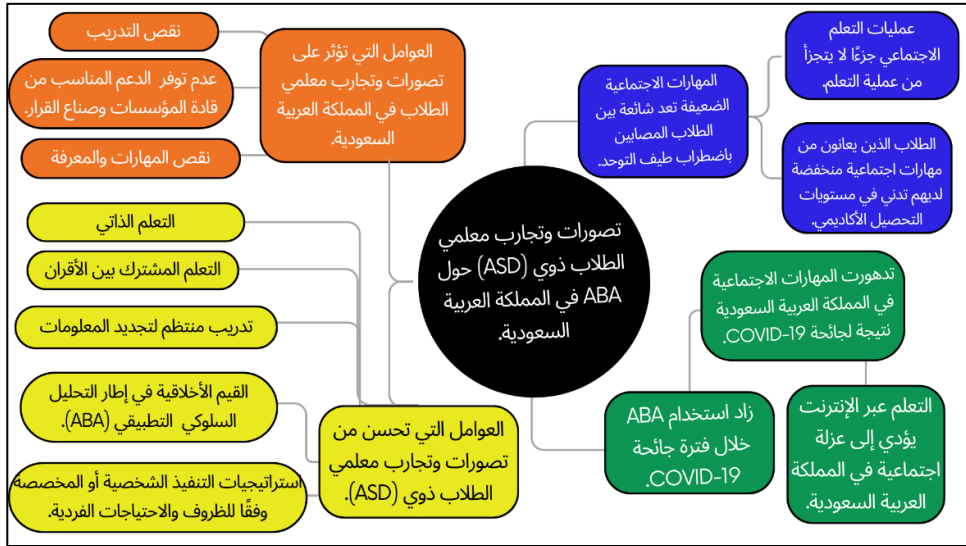 عمليات التعلم
الاجتماعي جزءًا لا يتجزأ
من عملية التعلم.
المهارات الاجتماعية
الضعيفة تعد شائعة بين
الطلاب المصابين
باضطراب طيف التوحد.
الطلاب الذين يعانون من
مهارات اجتماعية منخفضة
لديهم تدني في مستويات
التحصيل الأكاديمي.
العوامل التي تؤثر على
تصورات وتجارب معلمي
الطلاب في المملكة العربية
السعودية.
نقص التدريب
عدم توفر الدعم المناسب من
قادة المؤسسات وصناع القرار.
نقص المهارات والمعرفة
تصورات وتجارب معلمي
الطلاب ذوي (ASD) حول
ABA في المملكة العربية
السعودية.
تدهورت المهارات الاجتماعية
في المملكة العربية السعودية
نتيجة لجائحة COVID-19.
التعلم عبر الإنترنت
يؤدي إلى عزلة
اجتماعية في المملكة
العربية السعودية.
زاد استخدام ABA
خلال فترة جائحة
COVID-19.
التعلم الذاتي
التعلم المشترك بين الأقران
تدريب منتظم لتجديد المعلومات
القيم الأخلاقية في إطار التحليل
السلوكي التطبيقي (ABA).
استراتيجيات التنفيذ الشخصية أو المخصصة
وفقًا للظروف والاحتياجات الفردية.
العوامل التي تحسن من
تصورات وتجارب معلمي
الطلاب ذوي (ASD).